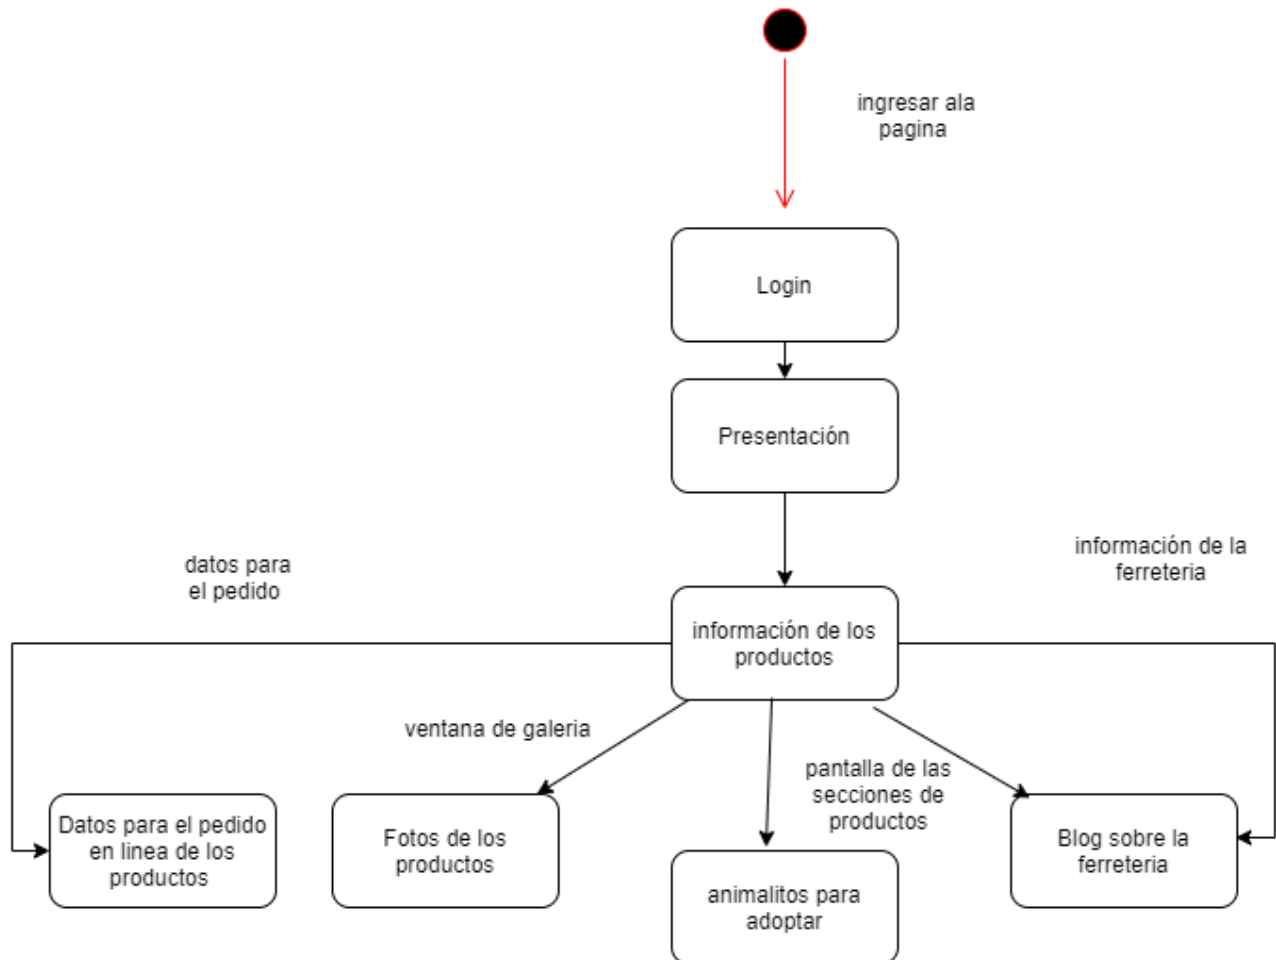 ingresar ala
pagina
Login
Presentación
datos para
el pedido
información de la
ferreteria
información de los
productos
ventana de galeria
pantalla de las
secciones de
productos
Datos para el pedido
en linea de los
productos
Fotos de los
productos
animalitos para
adoptar
Blog sobre la
ferreteria